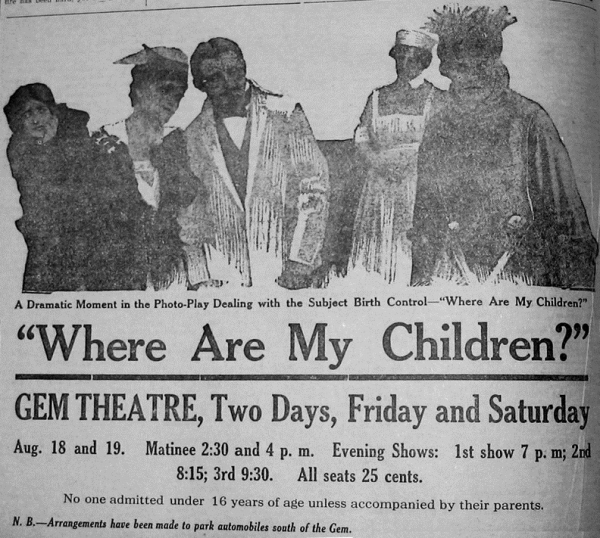 A Dramatic Moment in the Photo-Play Dealing with the Subject Birth Control—"Where Are My Children?"
"Where Are My Children?"
GEM THEATRE, Two Days, Friday and Saturday
Aug. 18 and 19. Matinee 2:30 and 4 p. m. Evening Shows: 1st show 7 p. m; 2nd
8:15; 3rd 9:30. All seats 25 cents.
No one admitted under 16 years of age unless accompanied by their parents.
N. B.—Arrangements have been made to park automobiles south of the Gem.